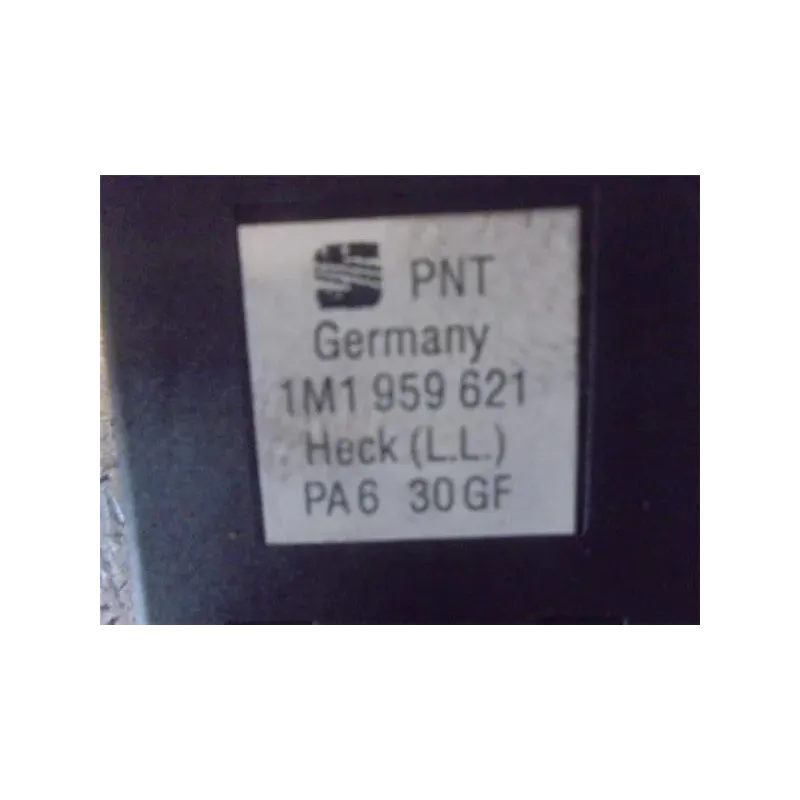 PNT
Germany
1M1 959 621
Heck (L.L.)
PA6 30GF